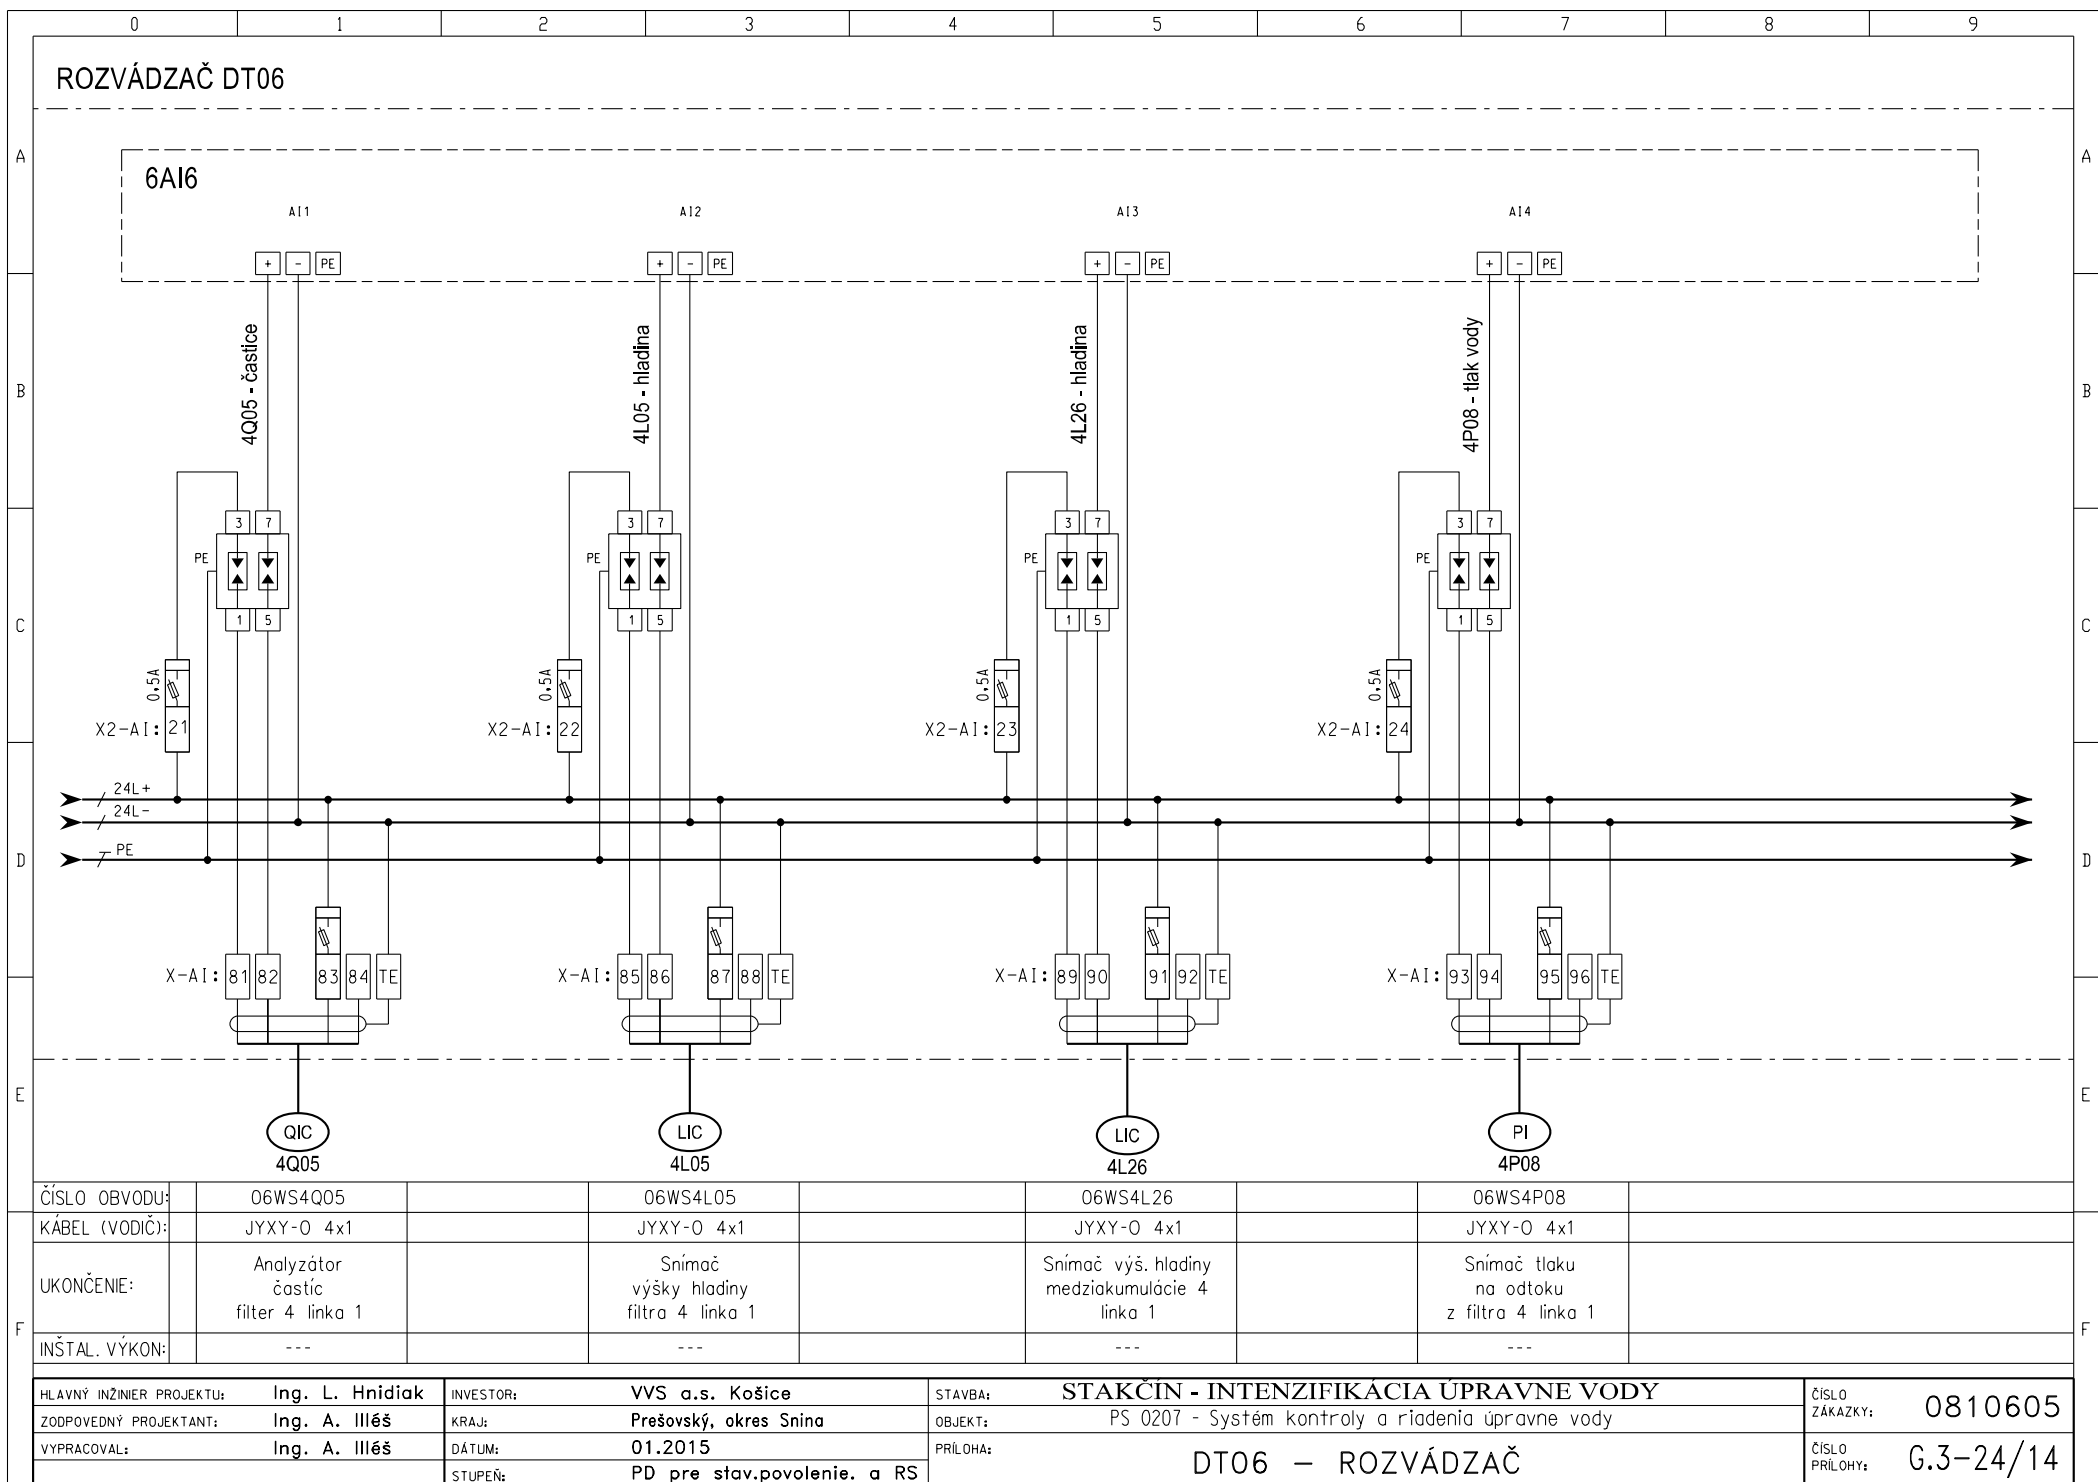 0 1 2 3 4 5 6 7 8 9
ROZVÁDZAČ DT06
A A
6AI6
AI1 AI2 AI3 AI4
+ - PE + - PE + - PE + - PE
B B
4Q05 - častice
4L05 - hladina
4L26 - hladina
4P08 - tlak vody
3 7 3 7 3 7 3 7
PE PE PE PE
1 5 1 5 1 5 1 5
C C
0,5A 0,5A 0,5A 0,5A
X2-AI: 21 X2-AI: 22 X2-AI: 23 X2-AI: 24
24L+
24L-
PE
D D
X-AI: 81 82 83 84 TE X-AI: 85 86 87 88 TE X-AI: 89 90 91 92 TE X-AI: 93 94 95 96 TE
E E
QIC LIC LIC PI
4Q05 4L05 4L26 4P08
ČÍSLO OBVODU: 06WS4Q05 06WS4L05 06WS4L26 06WS4P08
KÁBEL (VODIČ): JYXY-O 4x1 JYXY-O 4x1 JYXY-O 4x1 JYXY-O 4x1
UKONČENIE:
Analyzátor
častíc
filter 4 linka 1
Snímač
výšky hladiny
filtra 4 linka 1
Snímač výš. hladiny
medziakumulácie 4
linka 1
Snímač tlaku
na odtoku
z filtra 4 linka 1
F F
INŠTAL. VÝKON: --- --- --- ---
HLAVNÝ INŽINIER PROJEKTU: Ing. L. Hnidiak
ZODPOVEDNÝ PROJEKTANT: Ing. A. Illéš
VYPRACOVAL: Ing. A. Illéš
INVESTOR: VVS a.s. Košice
KRAJ: Prešovský, okres Snina
DÁTUM: 01.2015
STUPEŇ: PD pre stav.povolenie. a RS
STAVBA: STAKČÍN - INTENZIFIKÁCIA ÚPRAVNE VODY
OBJEKT: PS 0207 - Systém kontroly a riadenia úpravne vody
PRÍLOHA: DT06 – ROZVÁDZAČ
ČÍSLO
ZÁKAZKY: 0810605
ČÍSLO
PRÍLOHY: G.3-24/14